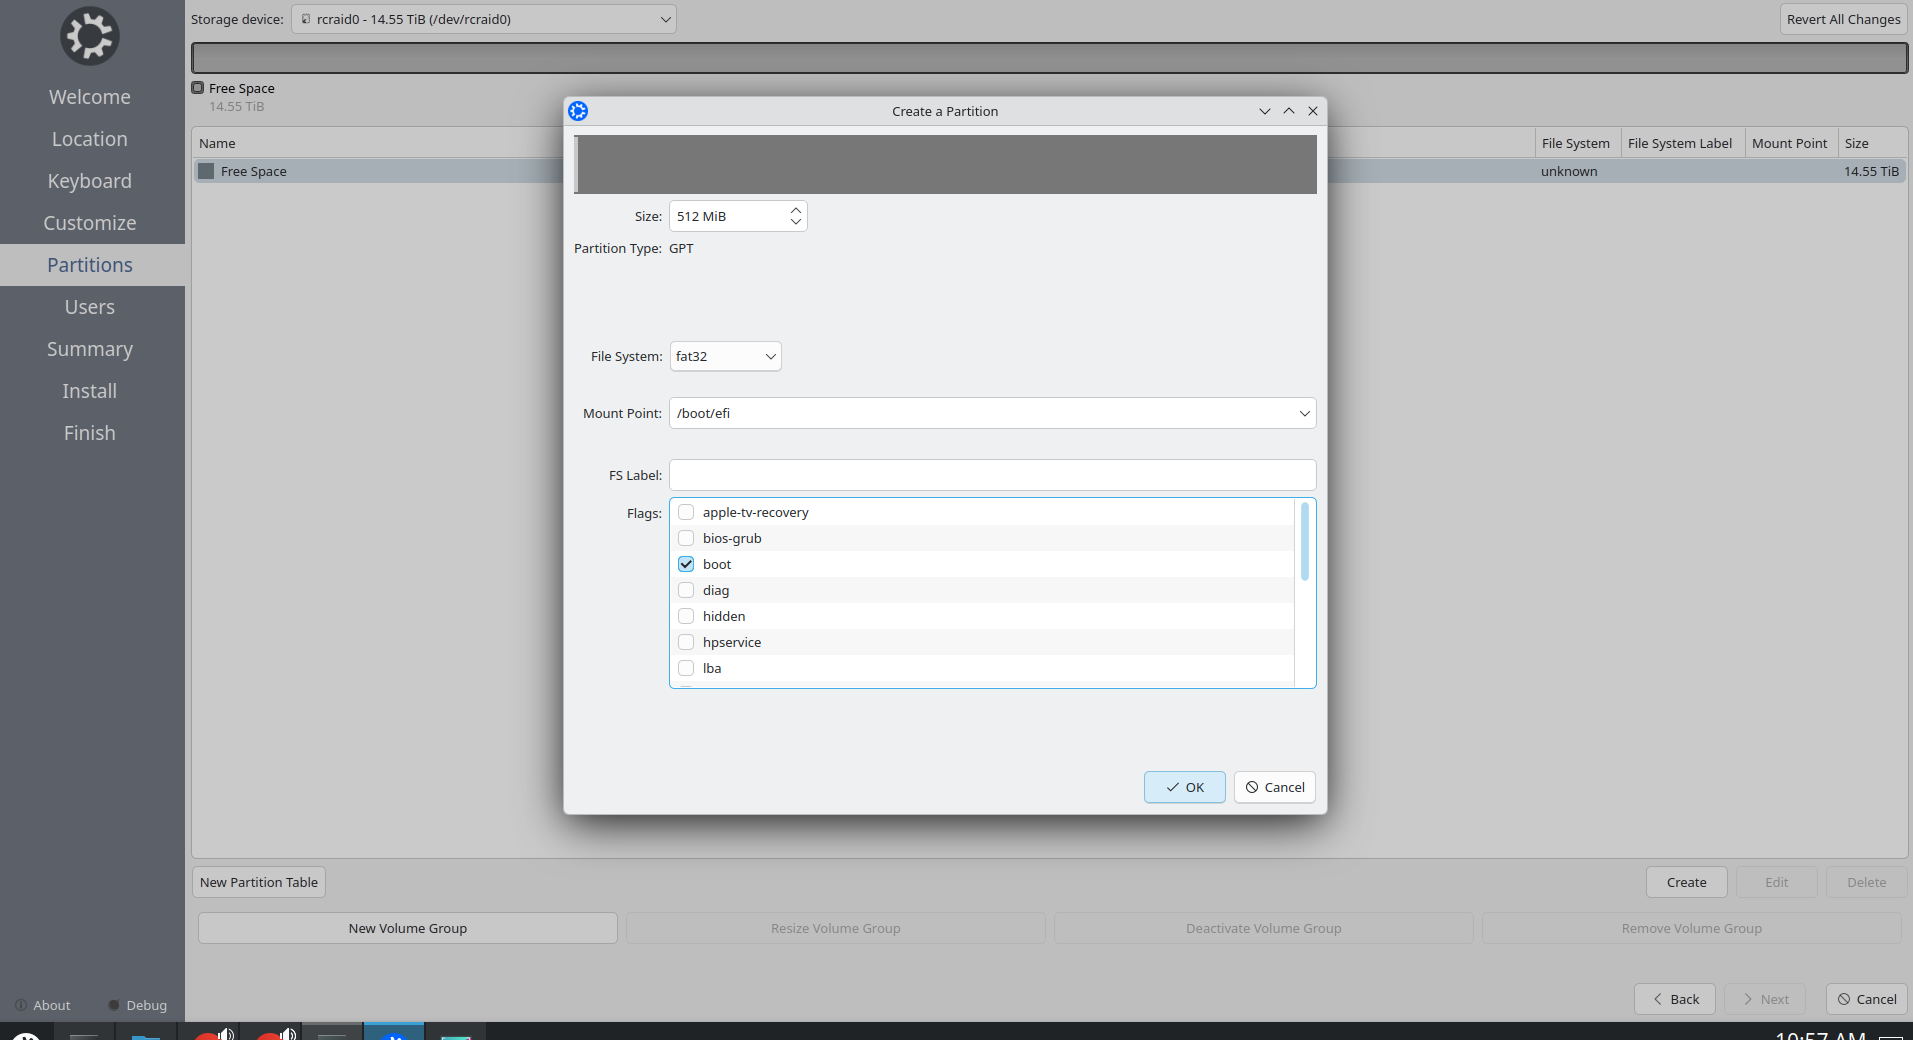 Storage device: rcraid0 - 14.55 TiB (/dev/rcraid0) Revert All Changes
Free Space
14.55 TiB
Welcome
Location
Keyboard
Customize
Partitions
Users
Summary
Install
Finish
About Debug
Name File System File System Label Mount Point Size
Free Space unknown 14.55 TiB
Create a Partition
Size: 512 MiB
Partition Type: GPT
File System: fat32
Mount Point: /boot/efi
FS Label:
Flags: apple-tv-recovery
bios-grub
boot
diag
hidden
hpservice
lba
OK Cancel
New Partition Table Create Edit Delete
New Volume Group Resize Volume Group Deactivate Volume Group Remove Volume Group
Back Next Cancel
10:57 AM